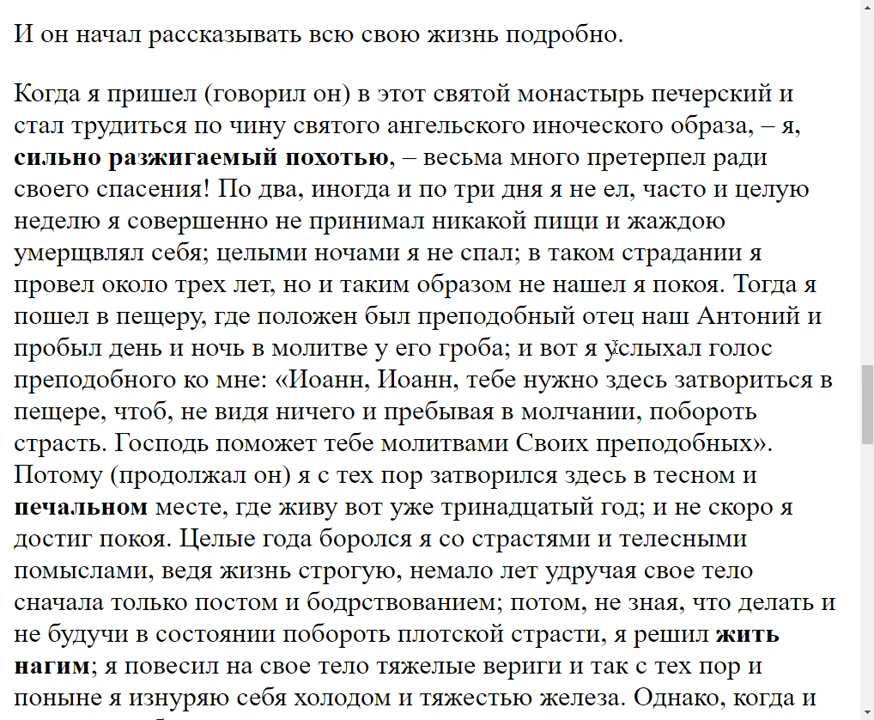 И он начал рассказывать всю свою жизнь подробно.
Когда я пришел (говорил он) в этот святой монастырь печерский и
стал трудиться по чину святого ангельского иноческого образа, – я,
сильно разжигаемый похотью, – весьма много претерпел ради
своего спасения! По два, иногда и по три дня я не ел, часто и целую
неделю я совершенно не принимал никакой пищи и жаждою
умерщвлял себя; целыми ночами я не спал; в таком страдании я
провел около трех лет, но и таким образом не нашел я покоя. Тогда я
пошел в пещеру, где положен был преподобный отец наш Антоний и
пробыл день и ночь в молитве у его гроба; и вот я услыхал голос
преподобного ко мне: «Иоанн, Иоанн, тебе нужно здесь затвориться в
пещере, чтоб, не видя ничего и пребывая в молчании, побороть
страсть. Господь поможет тебе молитвами Своих преподобных».
Потому (продолжал он) я с тех пор затворился здесь в тесном и
печальном месте, где живу вот уже тринадцатый год; и не скоро я
достиг покоя. Целые года боролся я со страстями и телесными
помыслами, ведя жизнь строгую, немало лет удручая свое тело
сначала только постом и бодрствованием; потом, не зная, что делать и
не будучи в состоянии побороть плотской страсти, я решил жить
нагим; я повесил на свое тело тяжелые вериги и так с тех пор и
поныне я изнуряю себя холодом и тяжестью железа. Однако, когда и